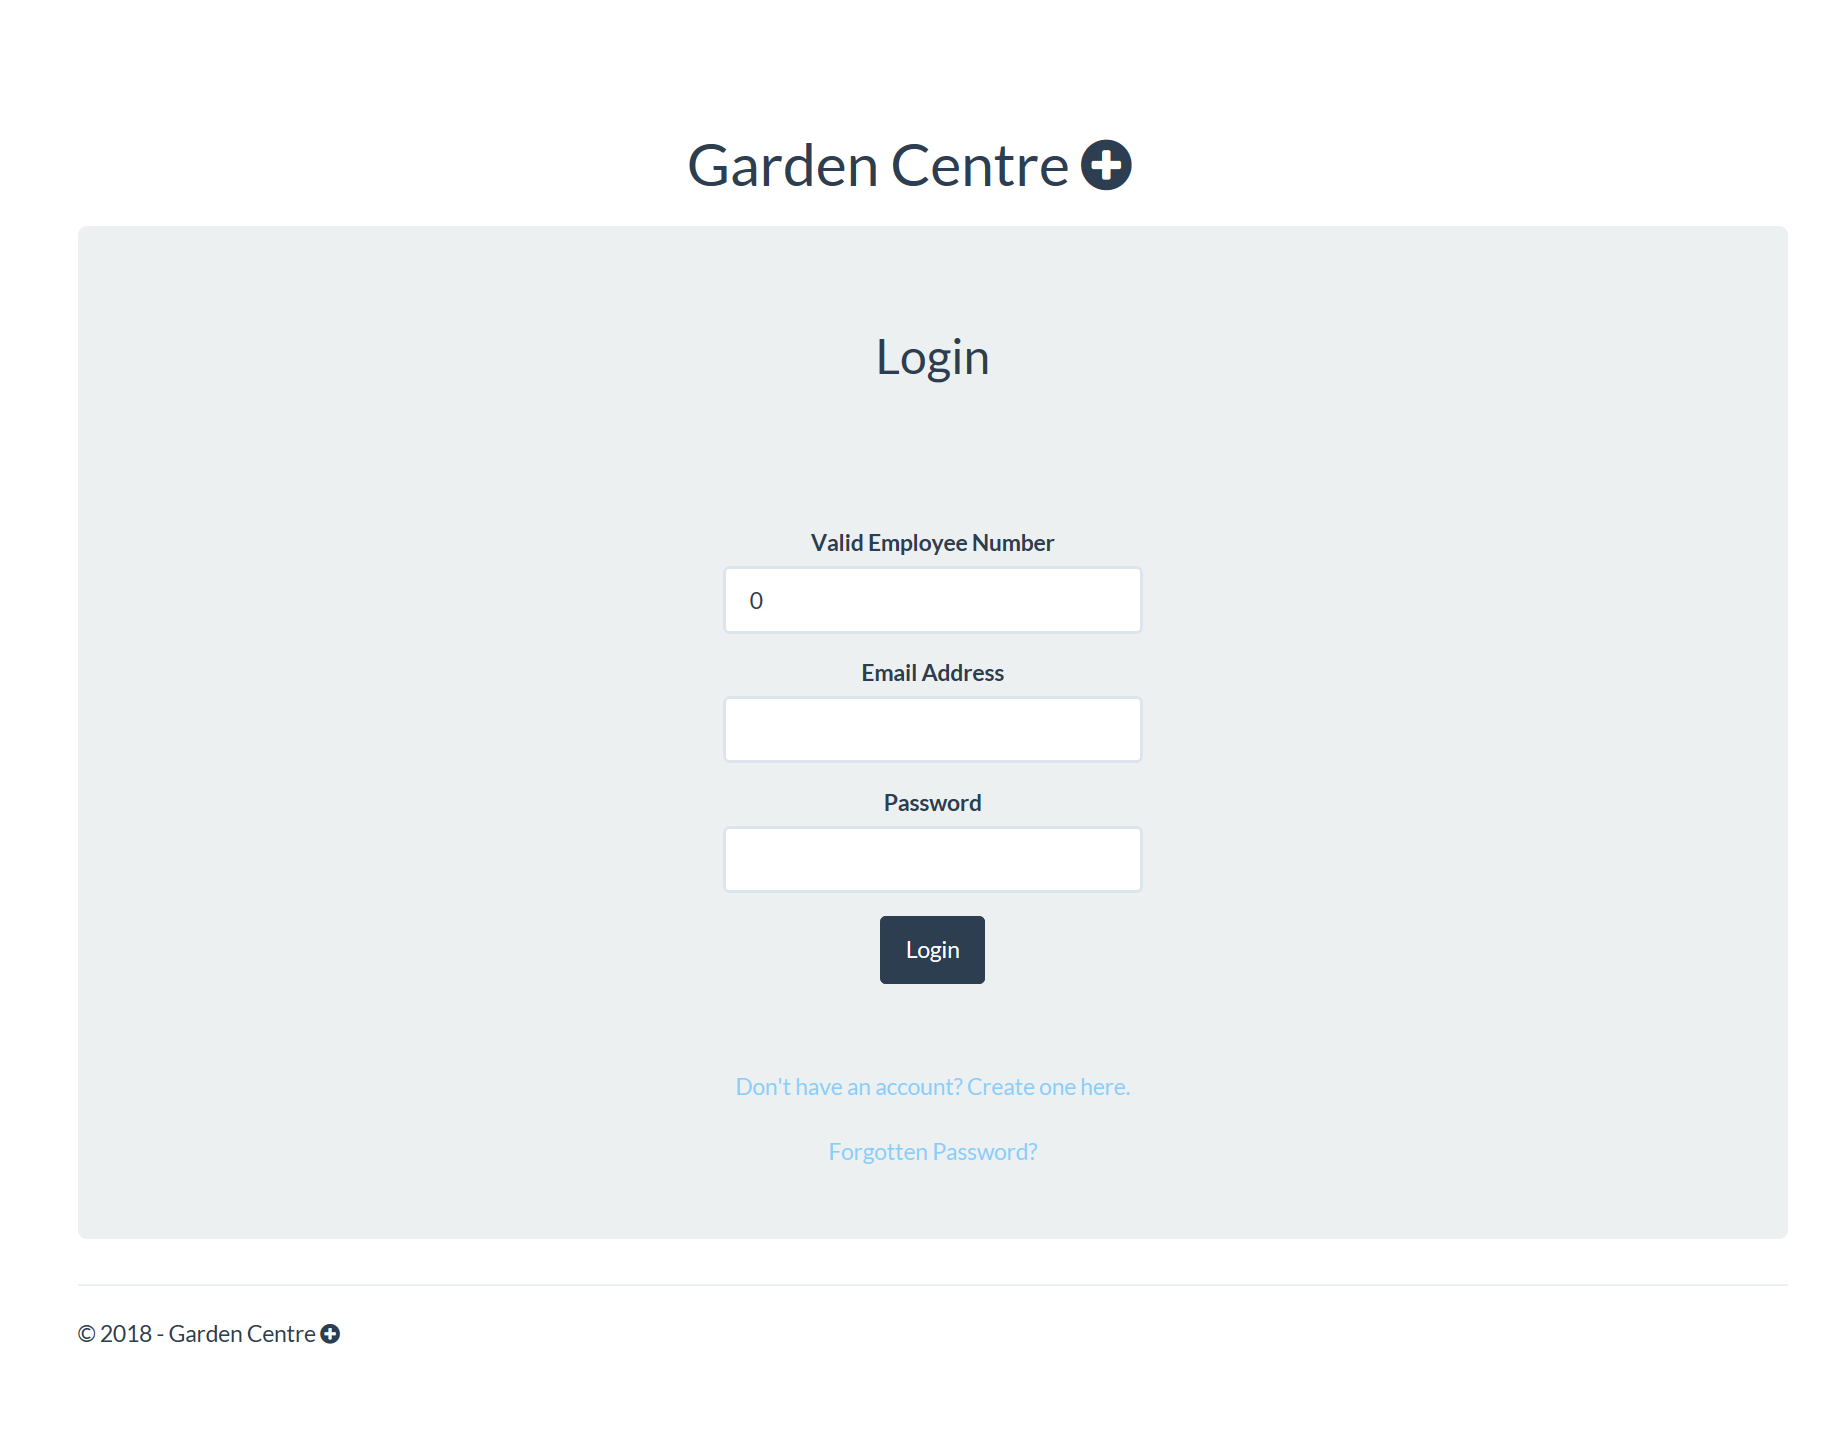 Garden Centre
Login
Valid Employee Number
0
Email Address
Password
Login
Don't have an account? Create one here.
Forgotten Password?
© 2018 - Garden Centre